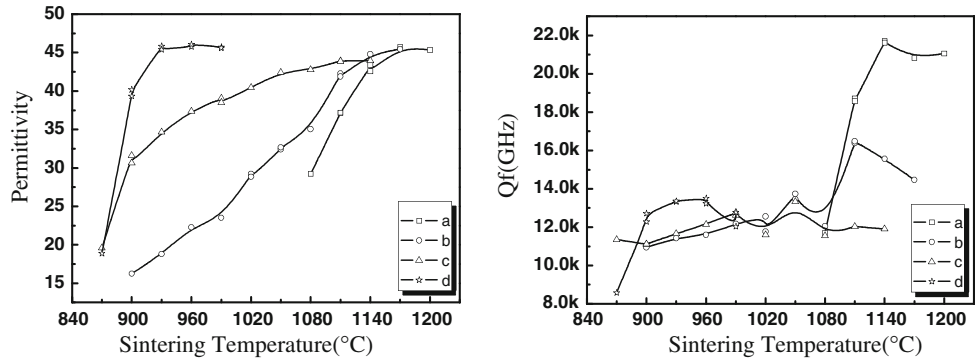 50
45
40
35
30
25
20
15
Permittivity
840 900 960 1020 1080 1140 1200
Sintering Temperature(°C)
a
b
c
d
22.0k
20.0k
18.0k
16.0k
14.0k
12.0k
10.0k
8.0k
Qf(GHz)
840 900 960 1020 1080 1140 1200
Sintering Temperature(°C)
a
b
c
d